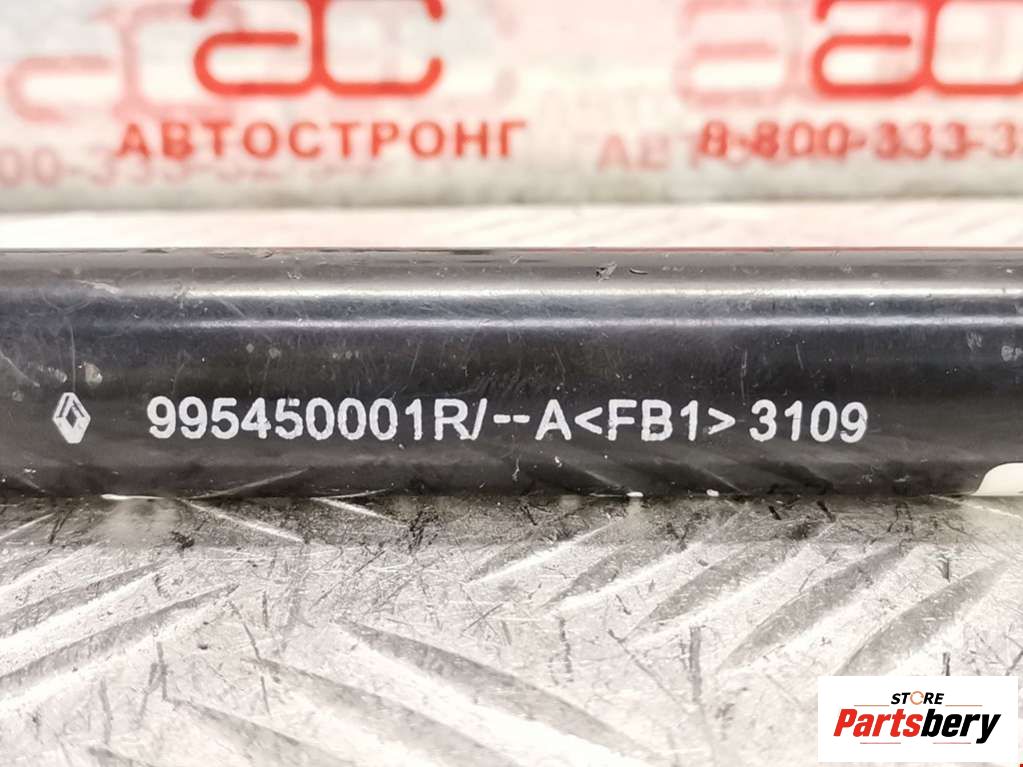 АВТОСТРОНГ
8-800-333-3
995450001R/--A<FB1> 3109
STORE
Partsbery